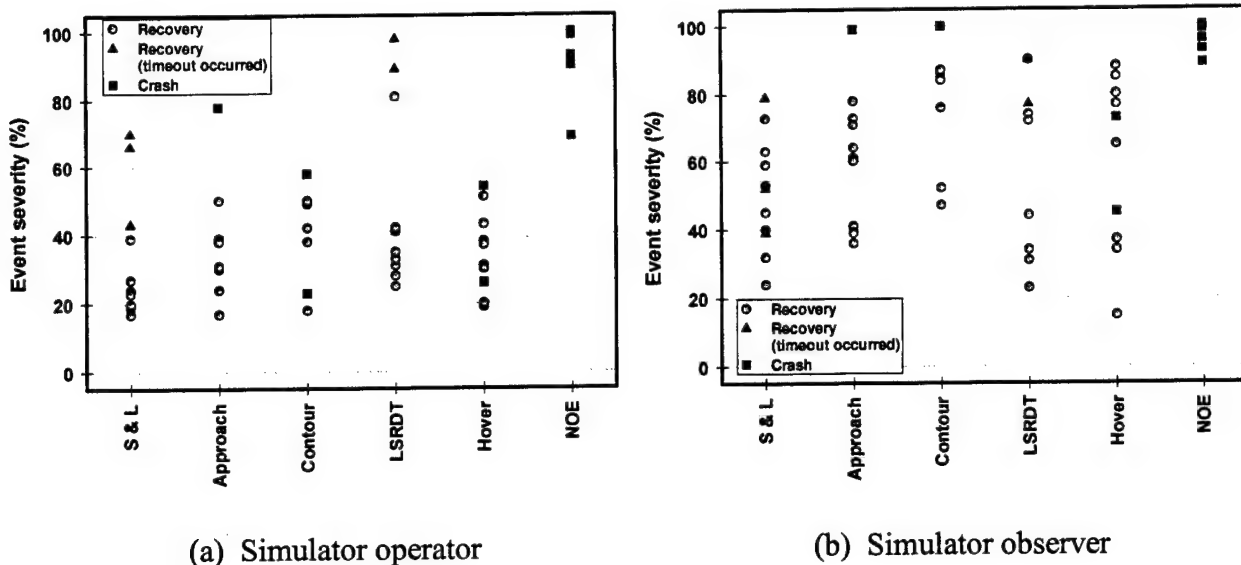 100
80
60
40
20
0
Event severity (%)
Recovery
Recovery
(timeout occurred)
Crash
S & L
Approach
Contour
LSRDT
Hover
NOE
(a) Simulator operator
100
80
60
40
20
0
Event severity (%)
Recovery
Recovery
(timeout occurred)
Crash
S & L
Approach
Contour
LSRDT
Hover
NOE
(b) Simulator observer